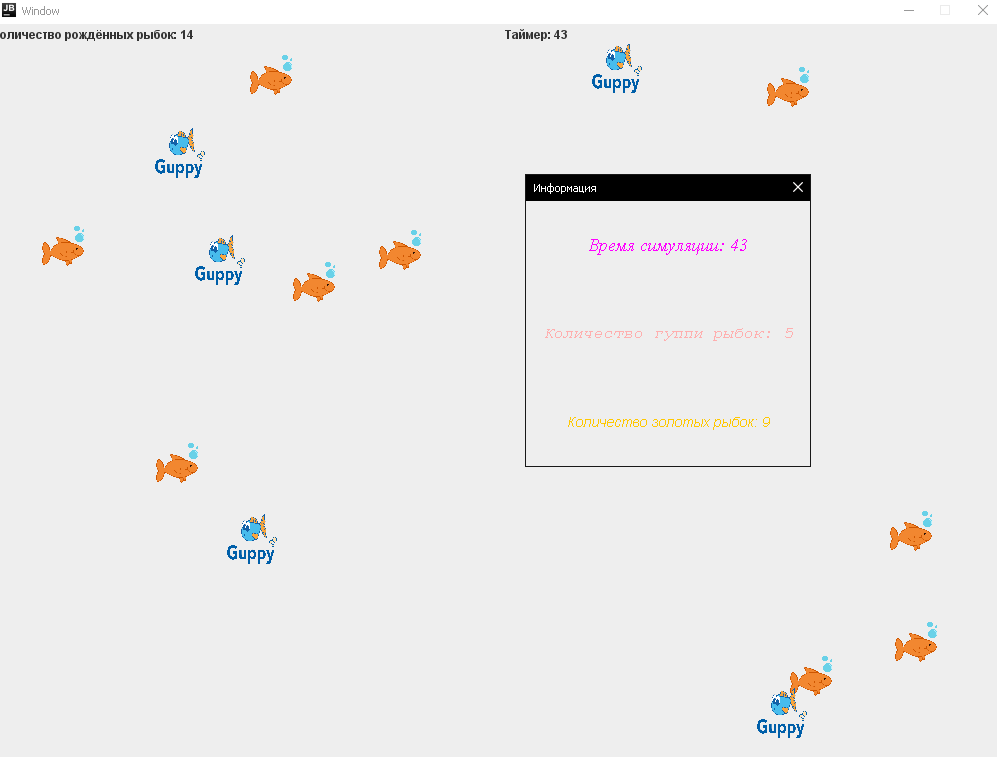 Window
оличество рождённых рыбок: 14
Таймер: 43
Guppy
Guppy
Информация
Время симуляции: 43
Guppy
Количество гуппи рыбок: 5
Количество золотых рыбок: 9
Guppy
Guppy